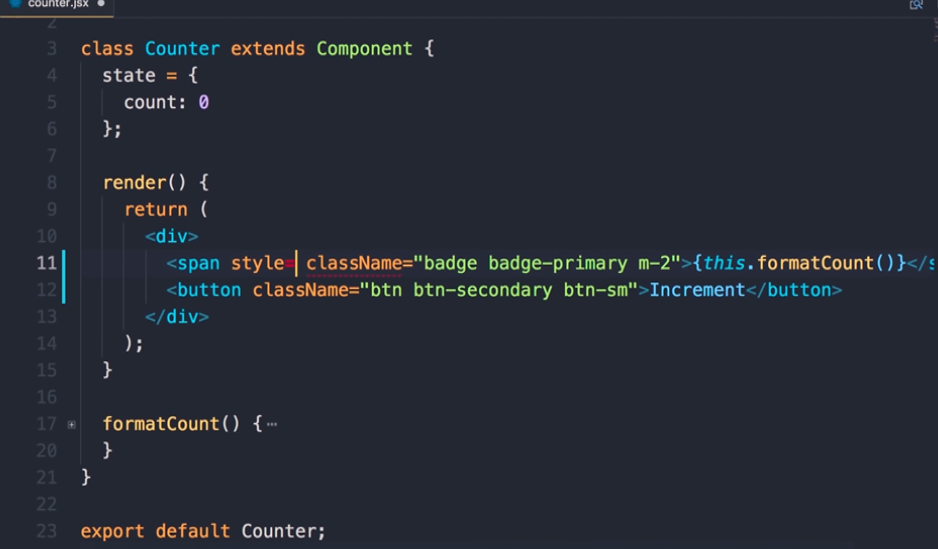 counter.jsx
2
3 class Counter extends Component {
4 state = {
5 count: 0
6 };
7
8 render() {
9 return (
10 <div>
11 <span style= className="badge badge-primary m-2">{this.formatCount()}</s
12 <button className="btn btn-secondary btn-sm">Increment</button>
13 </div>
14 );
15 }
16
17 formatCount() {⋯
20 }
21 }
22
23 export default Counter;